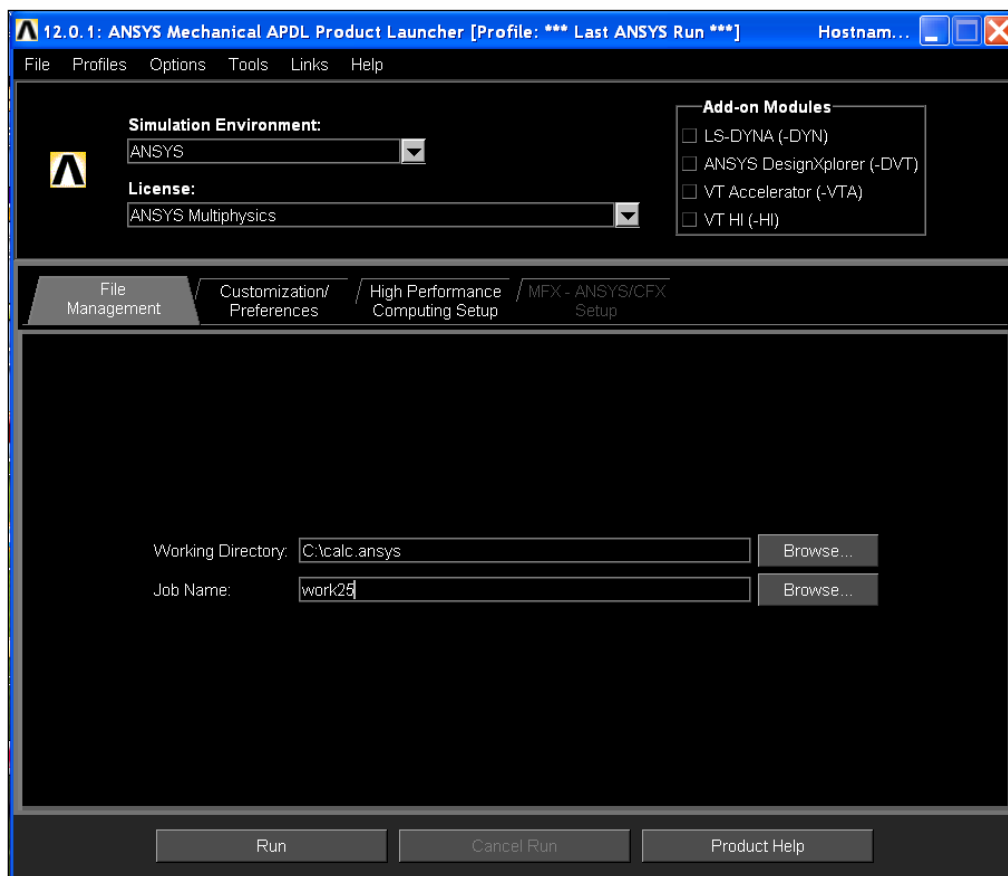 12.0.1: ANSYS Mechanical APDL Product Launcher [Profile: *** Last ANSYS Run ***] Hostnam...
File Profiles Options Tools Links Help
Simulation Environment:
ANSYS
License:
ANSYS Multiphysics
Add-on Modules
LS-DYNA (-DYN)
ANSYS DesignXplorer (-DVT)
VT Accelerator (-VTA)
VT HI (-HI)
File
Management
Customization/
Preferences
High Performance
Computing Setup
MFX - ANSYS/CFX
Setup
Working Directory: C:\calc.ansys Browse...
Job Name: work25 Browse...
Run Cancel Run Product Help